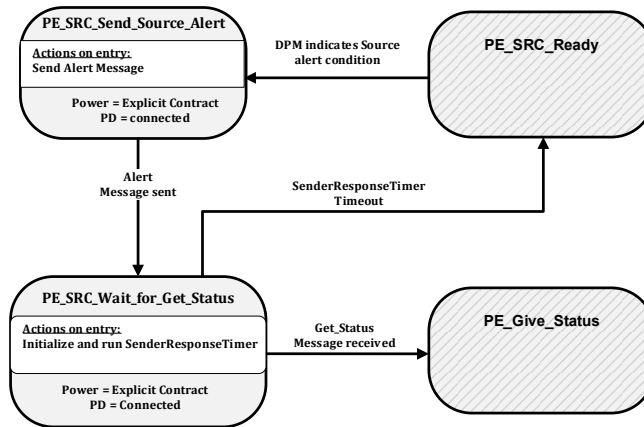 PE_SRC_Send_Source_Alert
Actions on entry:
Send Alert Message
Power = Explicit Contract
PD = connected
DPM indicates Source
alert condition
PE_SRC_Ready
Alert
Message sent
SenderResponseTimer
Timeout
PE_SRC_Wait_for_Get_Status
Actions on entry:
Initialize and run SenderResponseTimer
Power = Explicit Contract
PD = Connected
Get_Status
Message received
PE_Give_Status